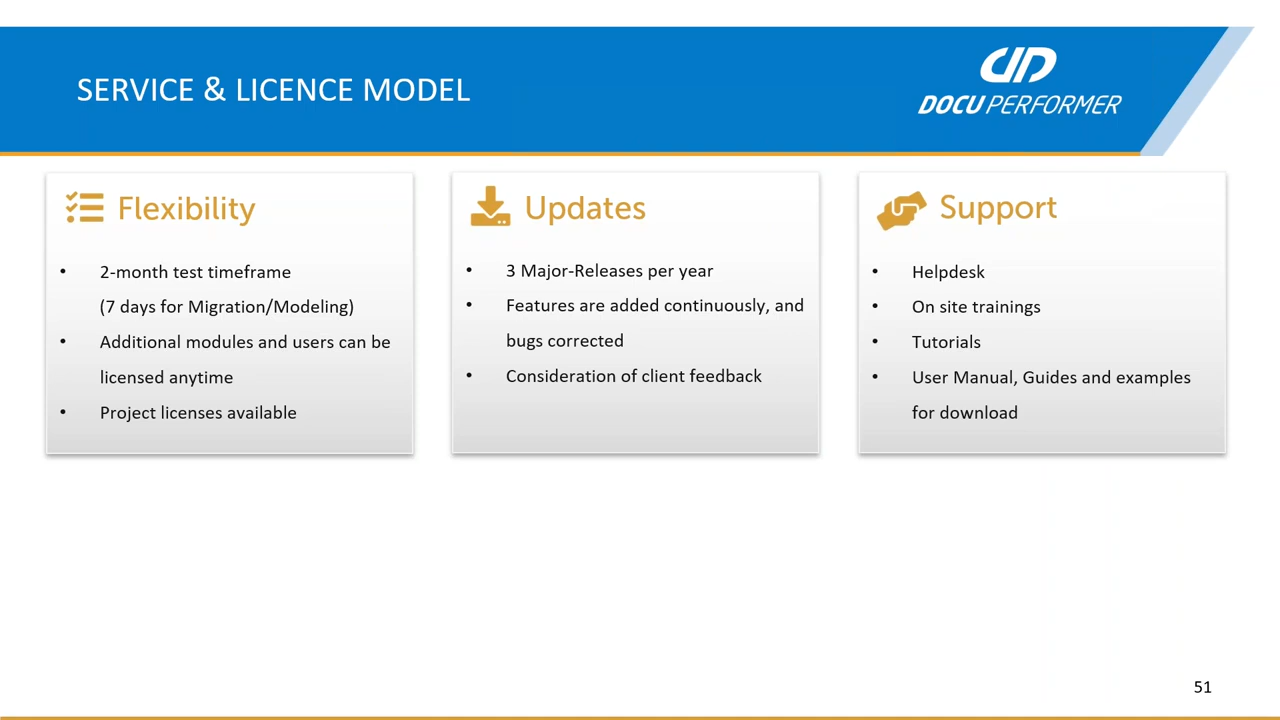 SERVICE & LICENCE MODEL
DOCU PERFORMER
Flexibility
• 2-month test timeframe
(7 days for Migration/Modeling)
• Additional modules and users can be
licensed anytime
• Project licenses available
Updates
• 3 Major-Releases per year
• Features are added continuously, and
bugs corrected
• Consideration of client feedback
Support
• Helpdesk
• On site trainings
• Tutorials
• User Manual, Guides and examples
for download
51